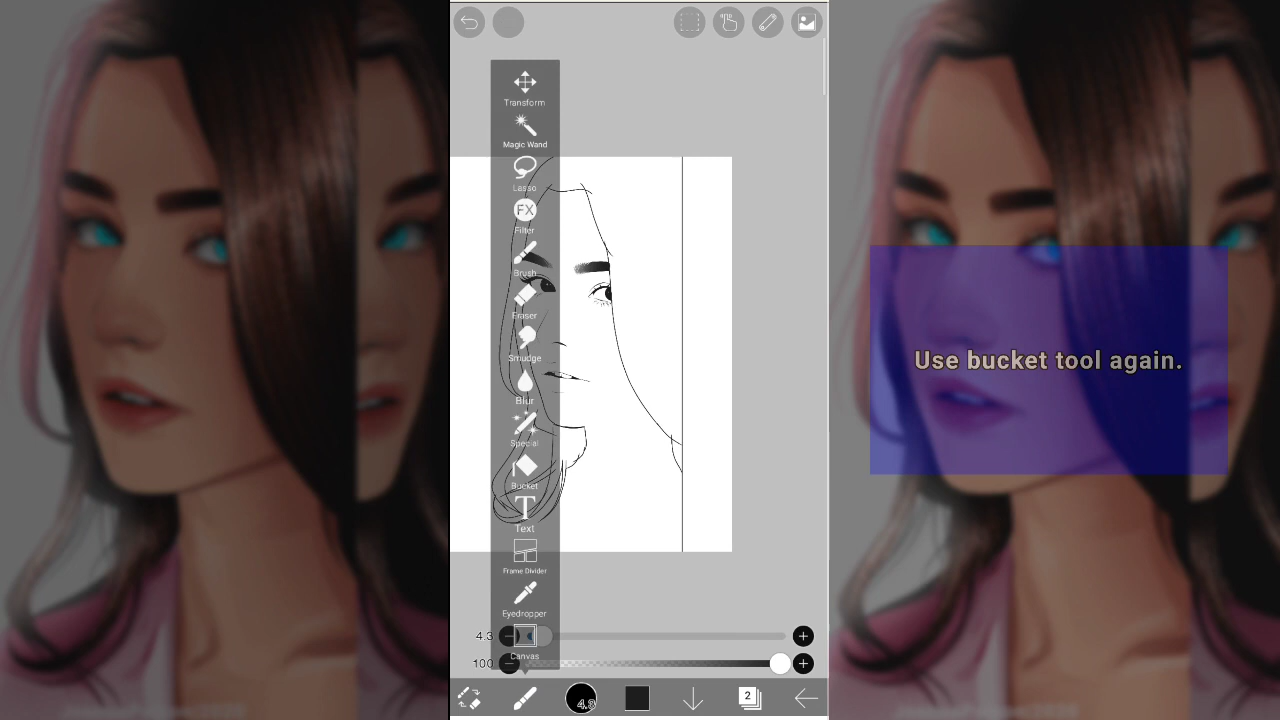 Transform
Magic Wand
Lasso
FX
Filter
Brush
Eraser
Smudge
Blur
Special
Bucket
T
Text
Frame Divider
Eyedropper
4.3
Canvas
100
4.3
2
Use bucket tool again.